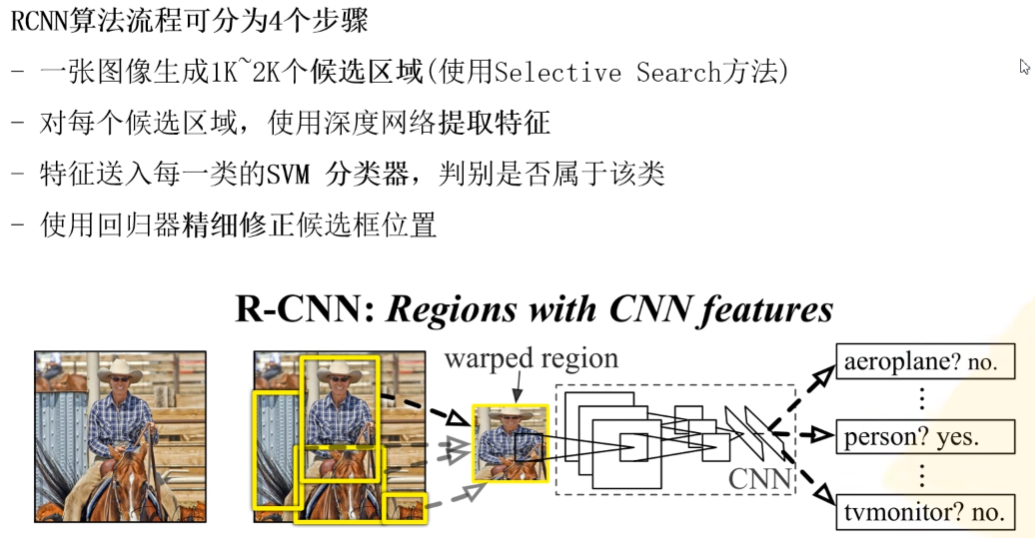 RCNN算法流程可分为4个步骤
- 一张图像生成1K~2K个候选区域(使用Selective Search方法)
- 对每个候选区域，使用深度网络提取特征
- 特征送入每一类的SVM 分类器，判别是否属于该类
- 使用回归器精细修正候选框位置
R-CNN: Regions with CNN features
warped region
aeroplane? no.
⋮
person? yes.
CNN
⋮
tvmonitor? no.